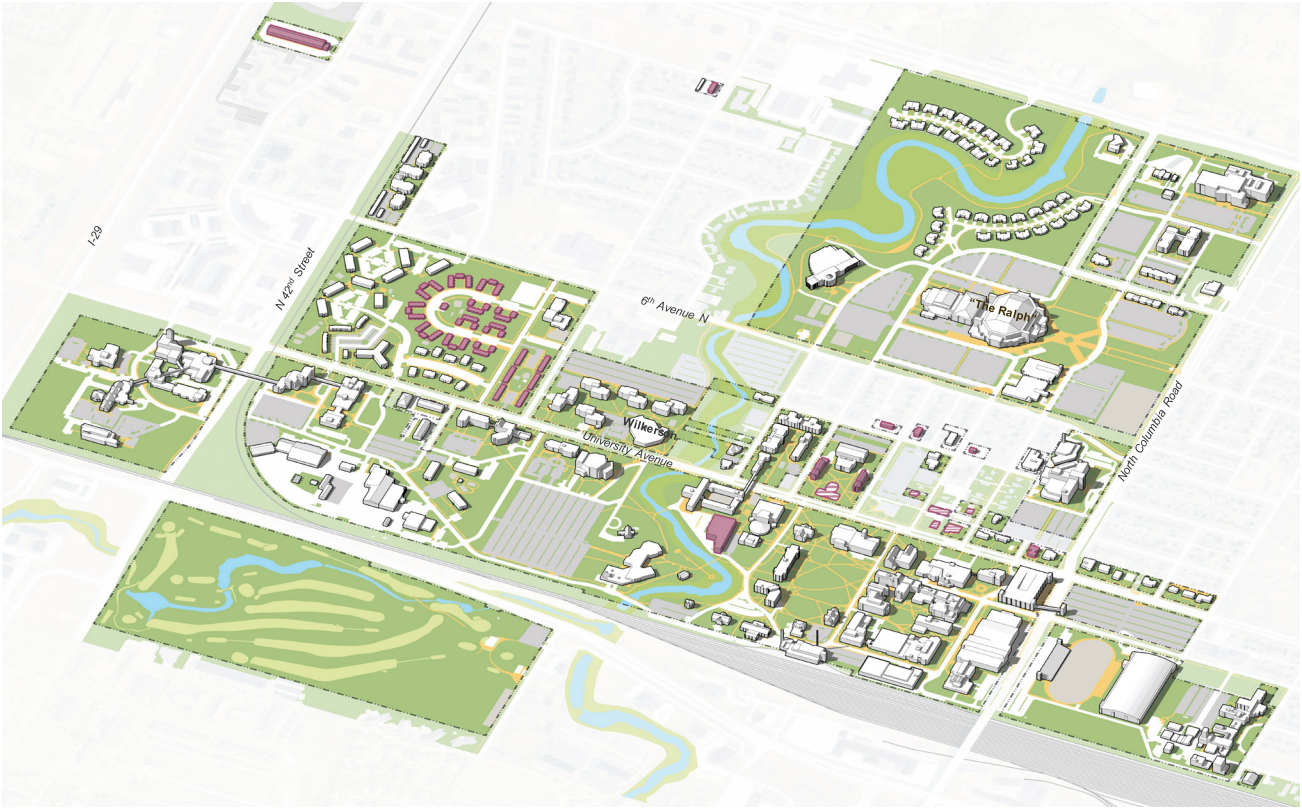 I-29
N 42nd Street
6th Avenue N
"The Ralph"
Wilkerson
University Avenue
North Columbia Road